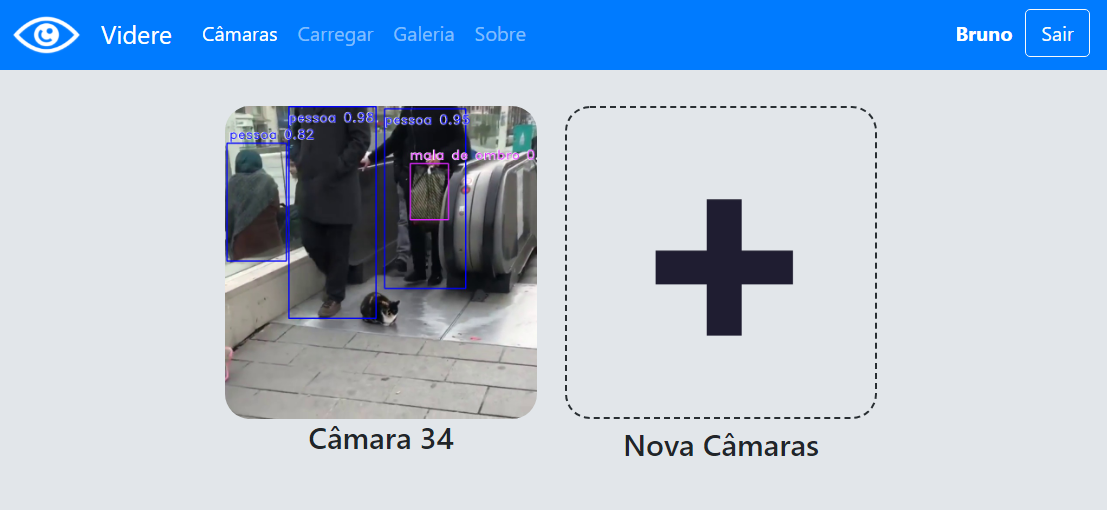 Videre
Câmaras
Carregar
Galeria
Sobre
Bruno
Sair
pessoa 0.98
pessoa 0.95
pessoa 0.82
mala de ombro 0.
Câmara 34
Nova Câmaras